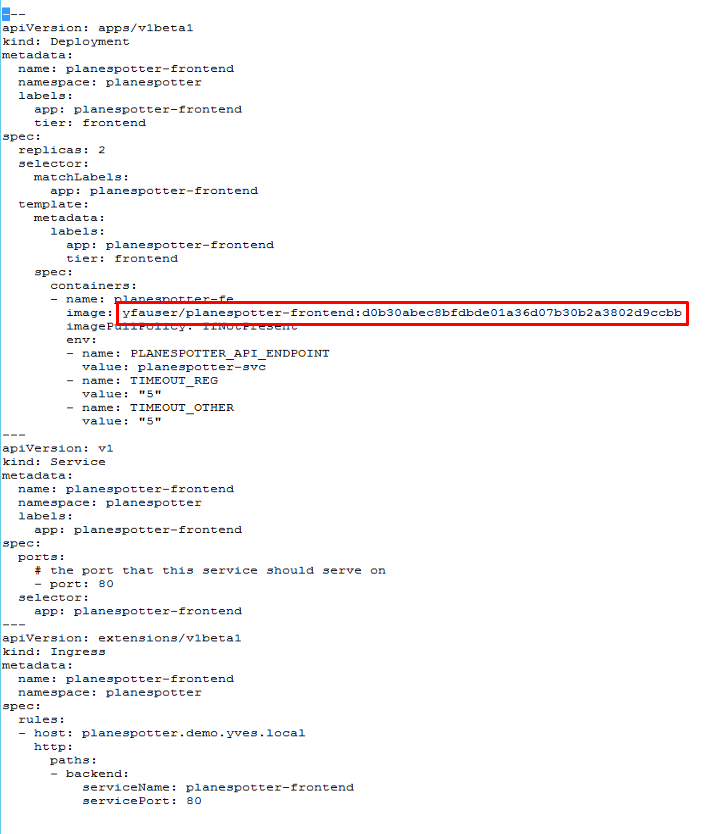 ---
apiVersion: apps/v1beta1
kind: Deployment
metadata:
  name: planespotter-frontend
  namespace: planespotter
  labels:
    app: planespotter-frontend
    tier: frontend
spec:
  replicas: 2
  selector:
    matchLabels:
      app: planespotter-frontend
  template:
    metadata:
      labels:
        app: planespotter-frontend
        tier: frontend
    spec:
      containers:
      - name: planespotter-fe
        image: yfauser/planespotter-frontend:d0b30abec8bfdbde01a36d07b30b2a3802d9ccbb
        imagePullPolicy: IfNotPresent
        env:
        - name: PLANESPOTTER_API_ENDPOINT
          value: planespotter-svc
        - name: TIMEOUT_REG
          value: "5"
        - name: TIMEOUT_OTHER
          value: "5"
---
apiVersion: v1
kind: Service
metadata:
  name: planespotter-frontend
  namespace: planespotter
  labels:
    app: planespotter-frontend
spec:
  ports:
    # the port that this service should serve on
    - port: 80
  selector:
    app: planespotter-frontend
---
apiVersion: extensions/v1beta1
kind: Ingress
metadata:
  name: planespotter-frontend
  namespace: planespotter
spec:
  rules:
  - host: planespotter.demo.yves.local
    http:
      paths:
      - backend:
          serviceName: planespotter-frontend
          servicePort: 80